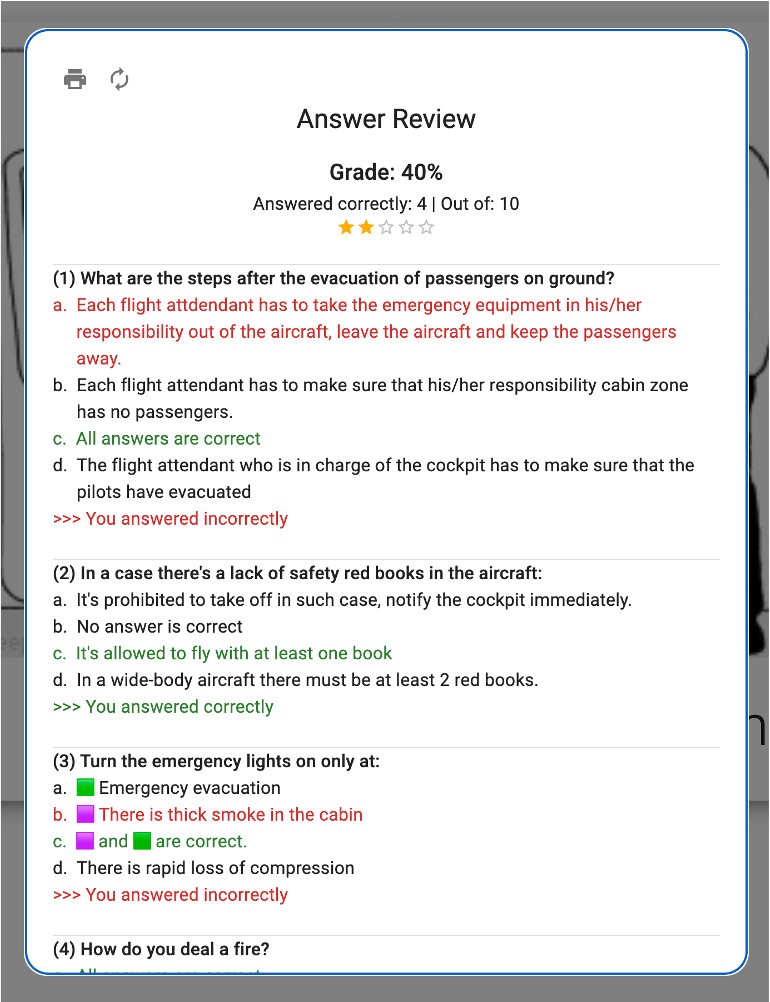 Answer Review
Grade: 40%
Answered correctly: 4 | Out of: 10
(1) What are the steps after the evacuation of passengers on ground?
a. Each flight attdendant has to take the emergency equipment in his/her
responsibility out of the aircraft, leave the aircraft and keep the passengers
away.
b. Each flight attendant has to make sure that his/her responsibility cabin zone
has no passengers.
c. All answers are correct
d. The flight attendant who is in charge of the cockpit has to make sure that the
pilots have evacuated
>>> You answered incorrectly
(2) In a case there's a lack of safety red books in the aircraft:
a. It's prohibited to take off in such case, notify the cockpit immediately.
b. No answer is correct
c. It's allowed to fly with at least one book
d. In a wide-body aircraft there must be at least 2 red books.
>>> You answered correctly
(3) Turn the emergency lights on only at:
a. 🟩 Emergency evacuation
b. 🟪 There is thick smoke in the cabin
c. 🟪 and 🟩 are correct.
d. There is rapid loss of compression
>>> You answered incorrectly
(4) How do you deal a fire?